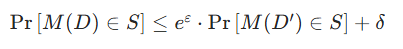 Pr [M(D) ∈ S] ≤ e^ε · Pr [M(D′) ∈ S] + δ